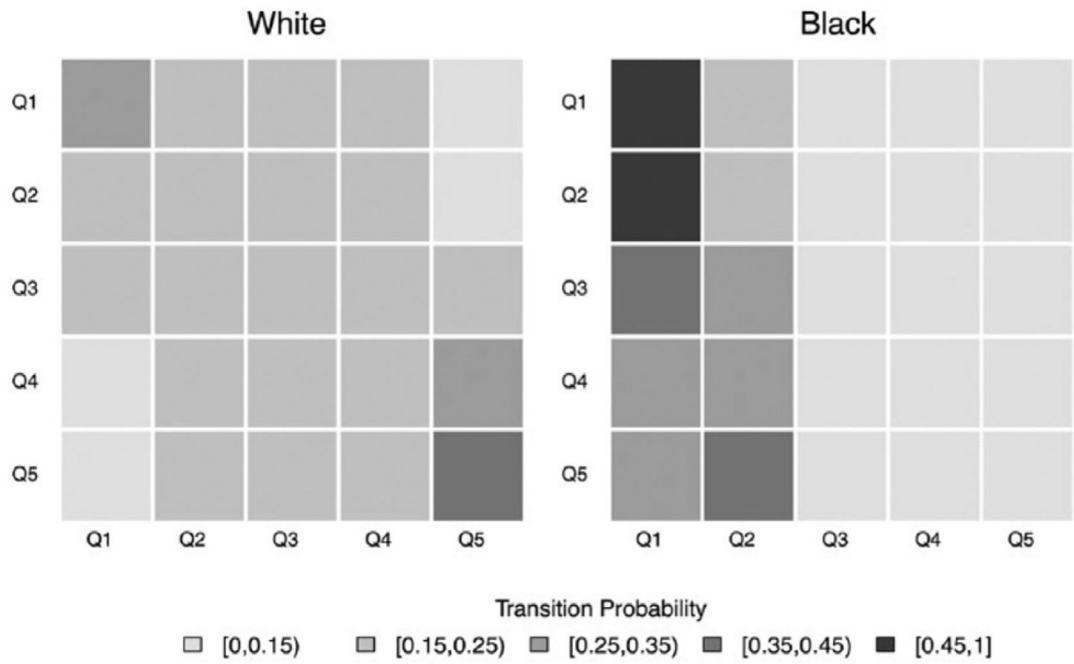 White Black
Q1 Q1
Q2 Q2
Q3 Q3
Q4 Q4
Q5 Q5
Q1 Q2 Q3 Q4 Q5 Q1 Q2 Q3 Q4 Q5
Transition Probability
[0,0.15) [0.15,0.25) [0.25,0.35) [0.35,0.45) [0.45,1]